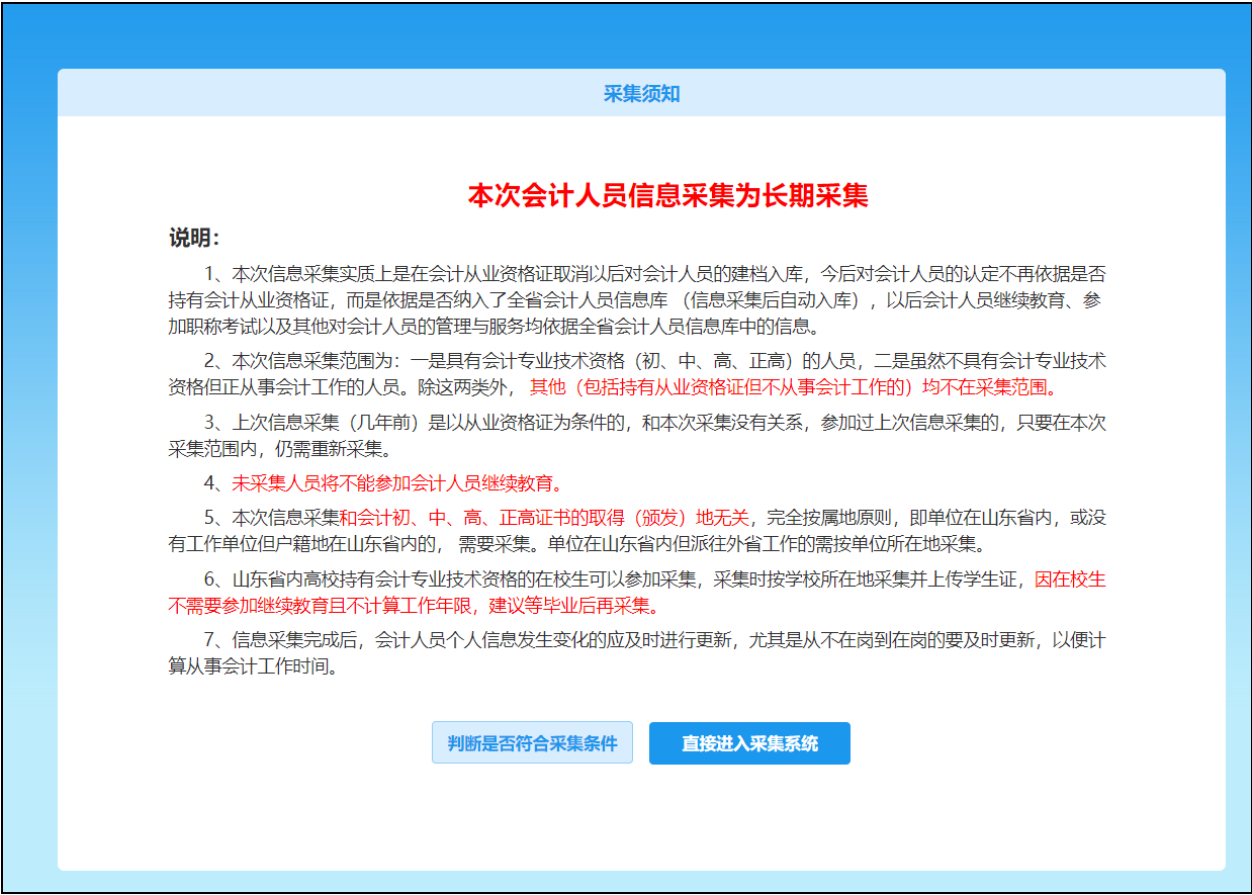 采集须知
本次会计人员信息采集为长期采集
说明：
1、本次信息采集实质上是在会计从业资格证取消以后对会计人员的建档入库，今后对会计人员的认定不再依据是否
持有会计从业资格证，而是依据是否纳入了全省会计人员信息库 （信息采集后自动入库），以后会计人员继续教育、参
加职称考试以及其他对会计人员的管理与服务均依据全省会计人员信息库中的信息。
2、本次信息采集范围为：一是具有会计专业技术资格（初、中、高、正高）的人员，二是虽然不具有会计专业技术
资格但正从事会计工作的人员。除这两类外， 其他（包括持有从业资格证但不从事会计工作的）均不在采集范围。
3、上次信息采集（几年前）是以从业资格证为条件的，和本次采集没有关系，参加过上次信息采集的，只要在本次
采集范围内，仍需重新采集。
4、未采集人员将不能参加会计人员继续教育。
5、本次信息采集和会计初、中、高、正高证书的取得（颁发）地无关，完全按属地原则，即单位在山东省内，或没
有工作单位但户籍地在山东省内的， 需要采集。单位在山东省内但派往外省工作的需按单位所在地采集。
6、山东省内高校持有会计专业技术资格的在校生可以参加采集，采集时按学校所在地采集并上传学生证，因在校生
不需要参加继续教育且不计算工作年限，建议等毕业后再采集。
7、信息采集完成后，会计人员个人信息发生变化的应及时进行更新，尤其是从不在岗到在岗的要及时更新，以便计
算从事会计工作时间。
判断是否符合采集条件 直接进入采集系统